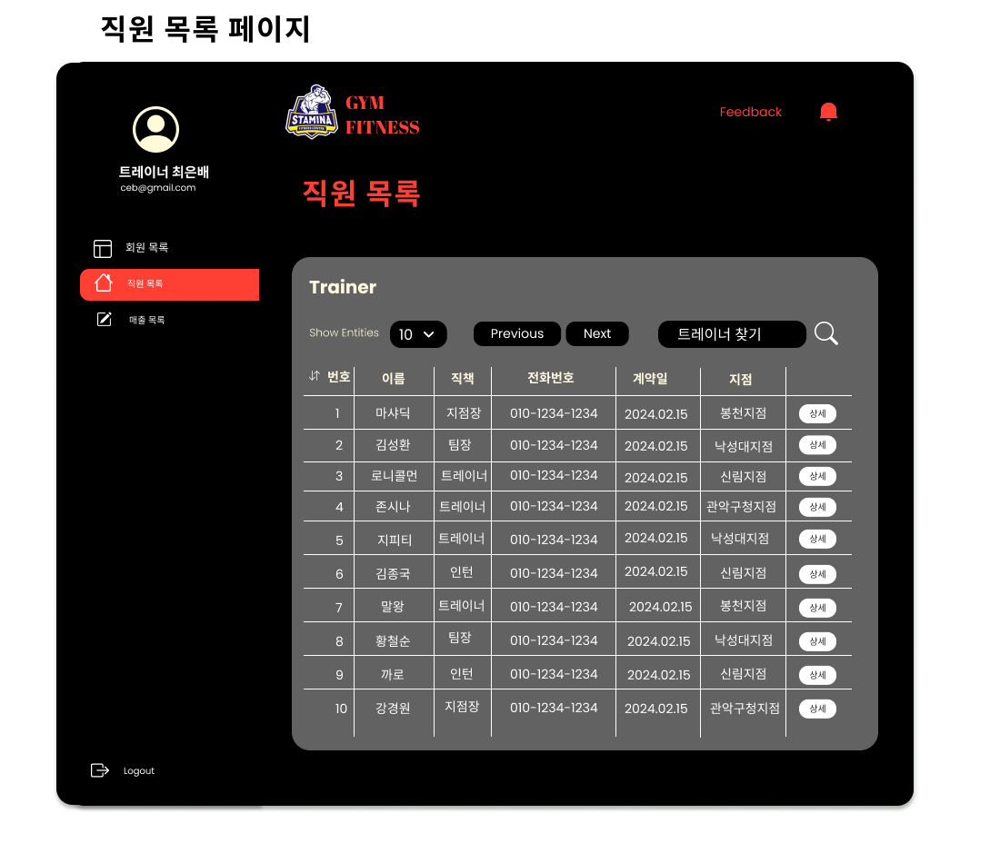 직원 목록 페이지
STAMINA
FITNESS CENTRE
GYM
FITNESS
Feedback
트레이너 최은배
ceb@gmail.com
직원 목록
회원 목록
직원 목록
매출 목록
Logout
Trainer
Show Entities 10 Previous Next 트레이너 찾기
번호 이름 직책 전화번호 계약일 지점
1 마샤딕 지점장 010-1234-1234 2024.02.15 봉천지점 상세
2 김성환 팀장 010-1234-1234 2024.02.15 낙성대지점 상세
3 로니콜먼 트레이너 010-1234-1234 2024.02.15 신림지점 상세
4 존시나 트레이너 010-1234-1234 2024.02.15 관악구청지점 상세
5 지피티 트레이너 010-1234-1234 2024.02.15 낙성대지점 상세
6 김종국 인턴 010-1234-1234 2024.02.15 신림지점 상세
7 말왕 트레이너 010-1234-1234 2024.02.15 봉천지점 상세
8 황철순 팀장 010-1234-1234 2024.02.15 낙성대지점 상세
9 까로 인턴 010-1234-1234 2024.02.15 신림지점 상세
10 강경원 지점장 010-1234-1234 2024.02.15 관악구청지점 상세